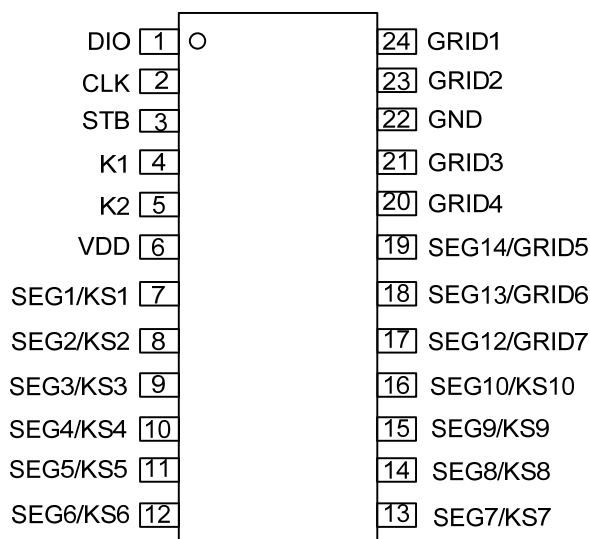 DIO 1 24 GRID1
CLK 2 23 GRID2
STB 3 22 GND
K1 4 21 GRID3
K2 5 20 GRID4
VDD 6 19 SEG14/GRID5
SEG1/KS1 7 18 SEG13/GRID6
SEG2/KS2 8 17 SEG12/GRID7
SEG3/KS3 9 16 SEG10/KS10
SEG4/KS4 10 15 SEG9/KS9
SEG5/KS5 11 14 SEG8/KS8
SEG6/KS6 12 13 SEG7/KS7